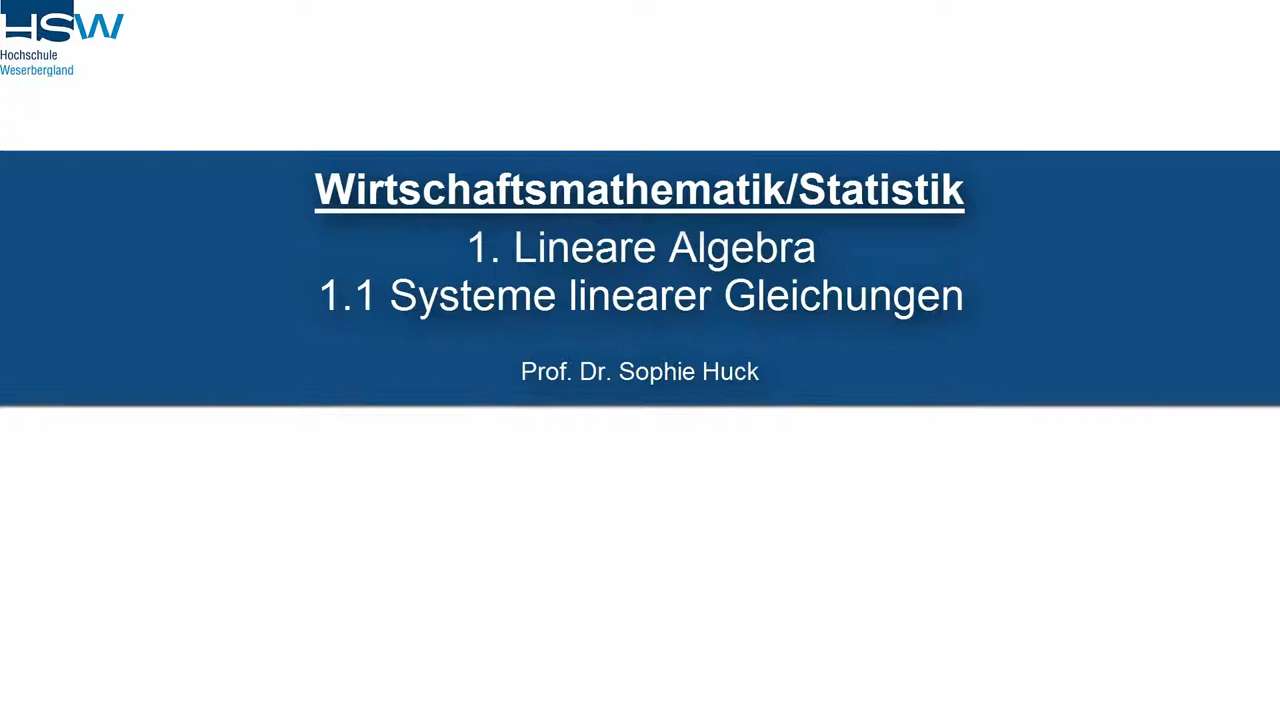 HSW
Hochschule
Weserbergland
Wirtschaftsmathematik/Statistik
1. Lineare Algebra
1.1 Systeme linearer Gleichungen
Prof. Dr. Sophie Huck